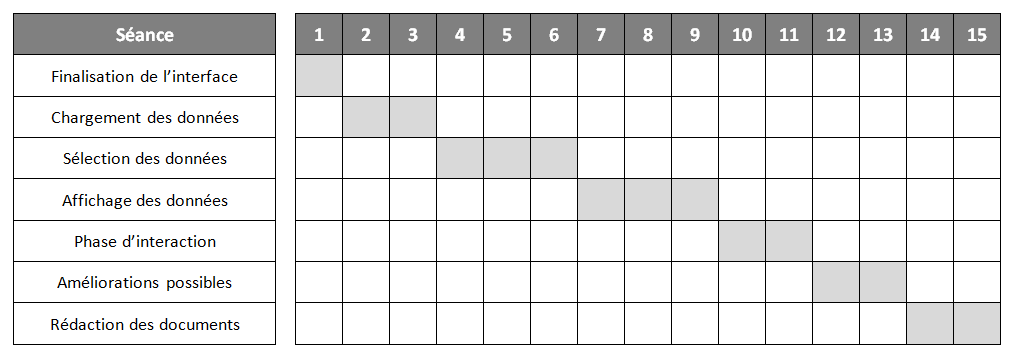 Séance 1 2 3 4 5 6 7 8 9 10 11 12 13 14 15
Finalisation de l’interface
Chargement des données
Sélection des données
Affichage des données
Phase d’interaction
Améliorations possibles
Rédaction des documents